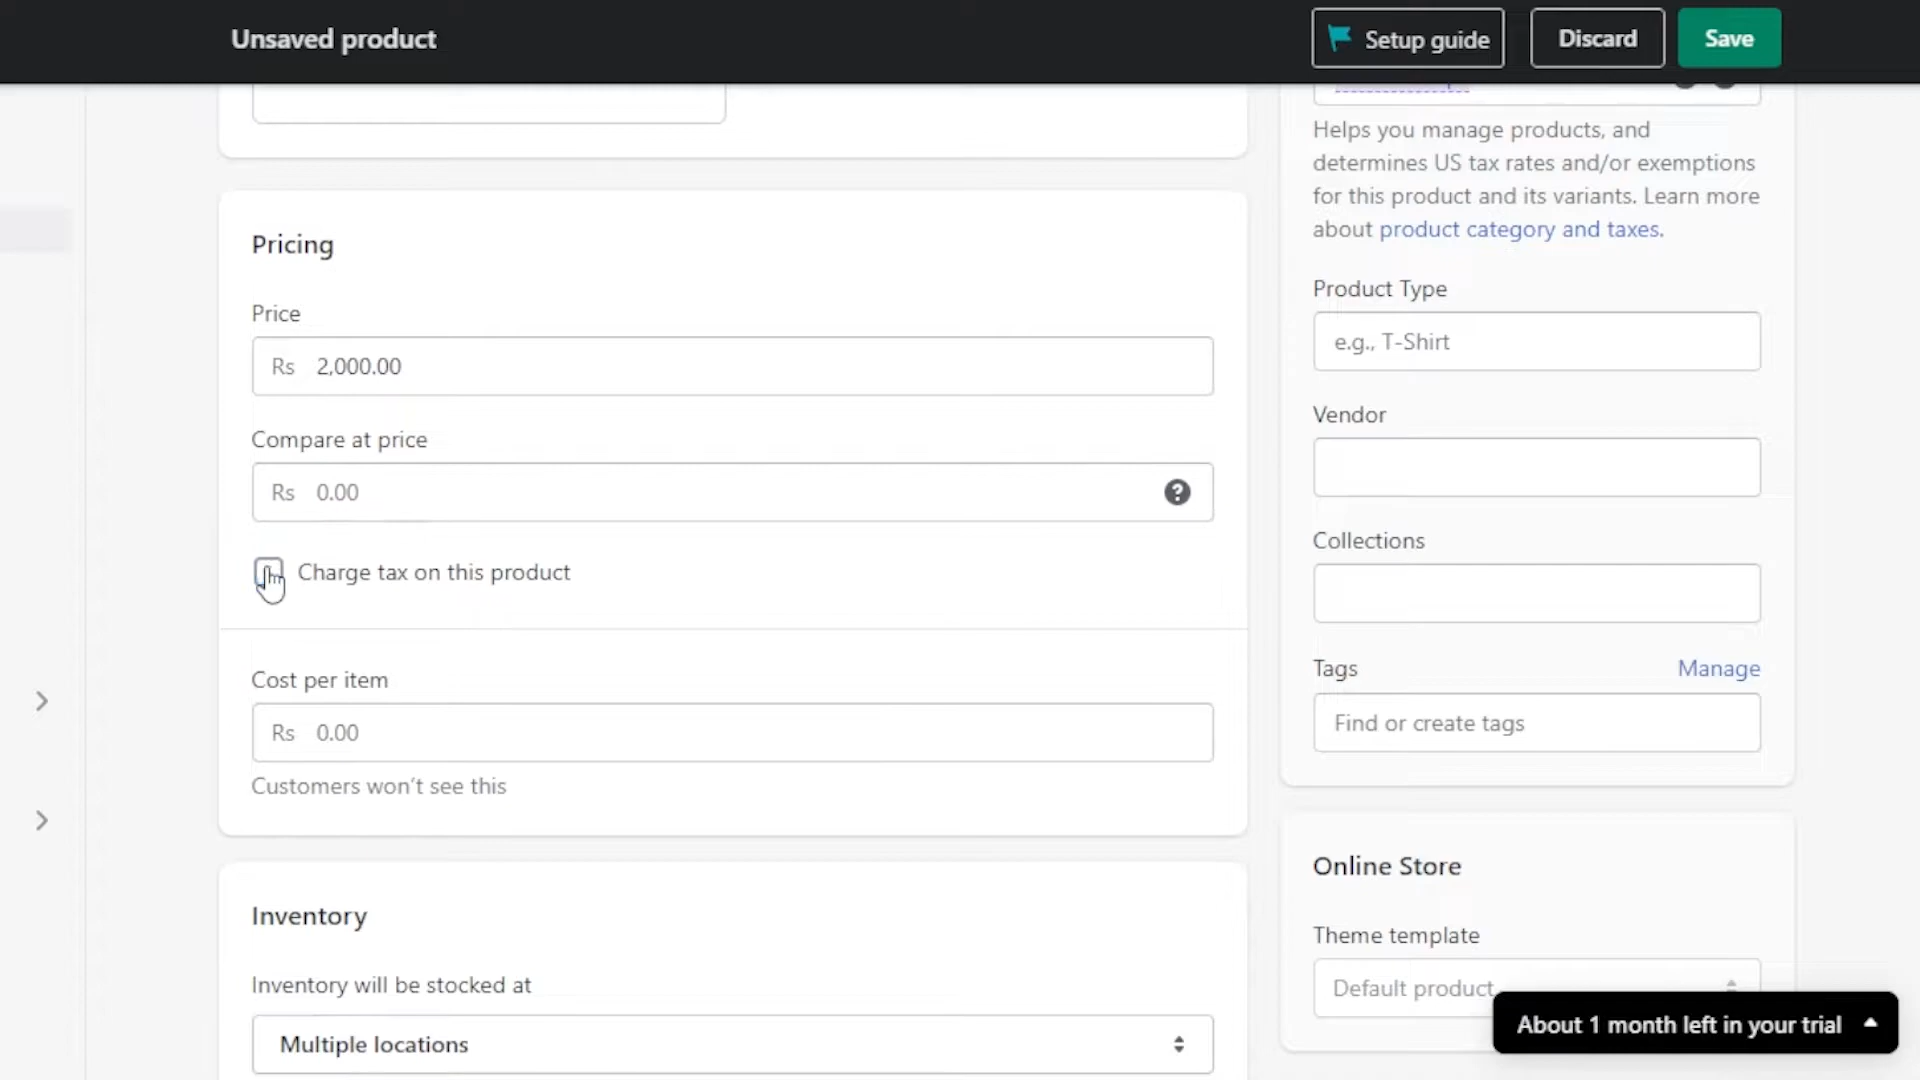 Unsaved product
Setup guide
Discard
Save
Helps you manage products, and
determines US tax rates and/or exemptions
for this product and its variants. Learn more
about product category and taxes.
Pricing
Price
Rs 2,000.00
Compare at price
Rs 0.00
Charge tax on this product
Cost per item
Rs 0.00
Customers won't see this
Product Type
e.g., T-Shirt
Vendor
Collections
Tags
Manage
Find or create tags
Inventory
Inventory will be stocked at
Multiple locations
Online Store
Theme template
Default product
About 1 month left in your trial